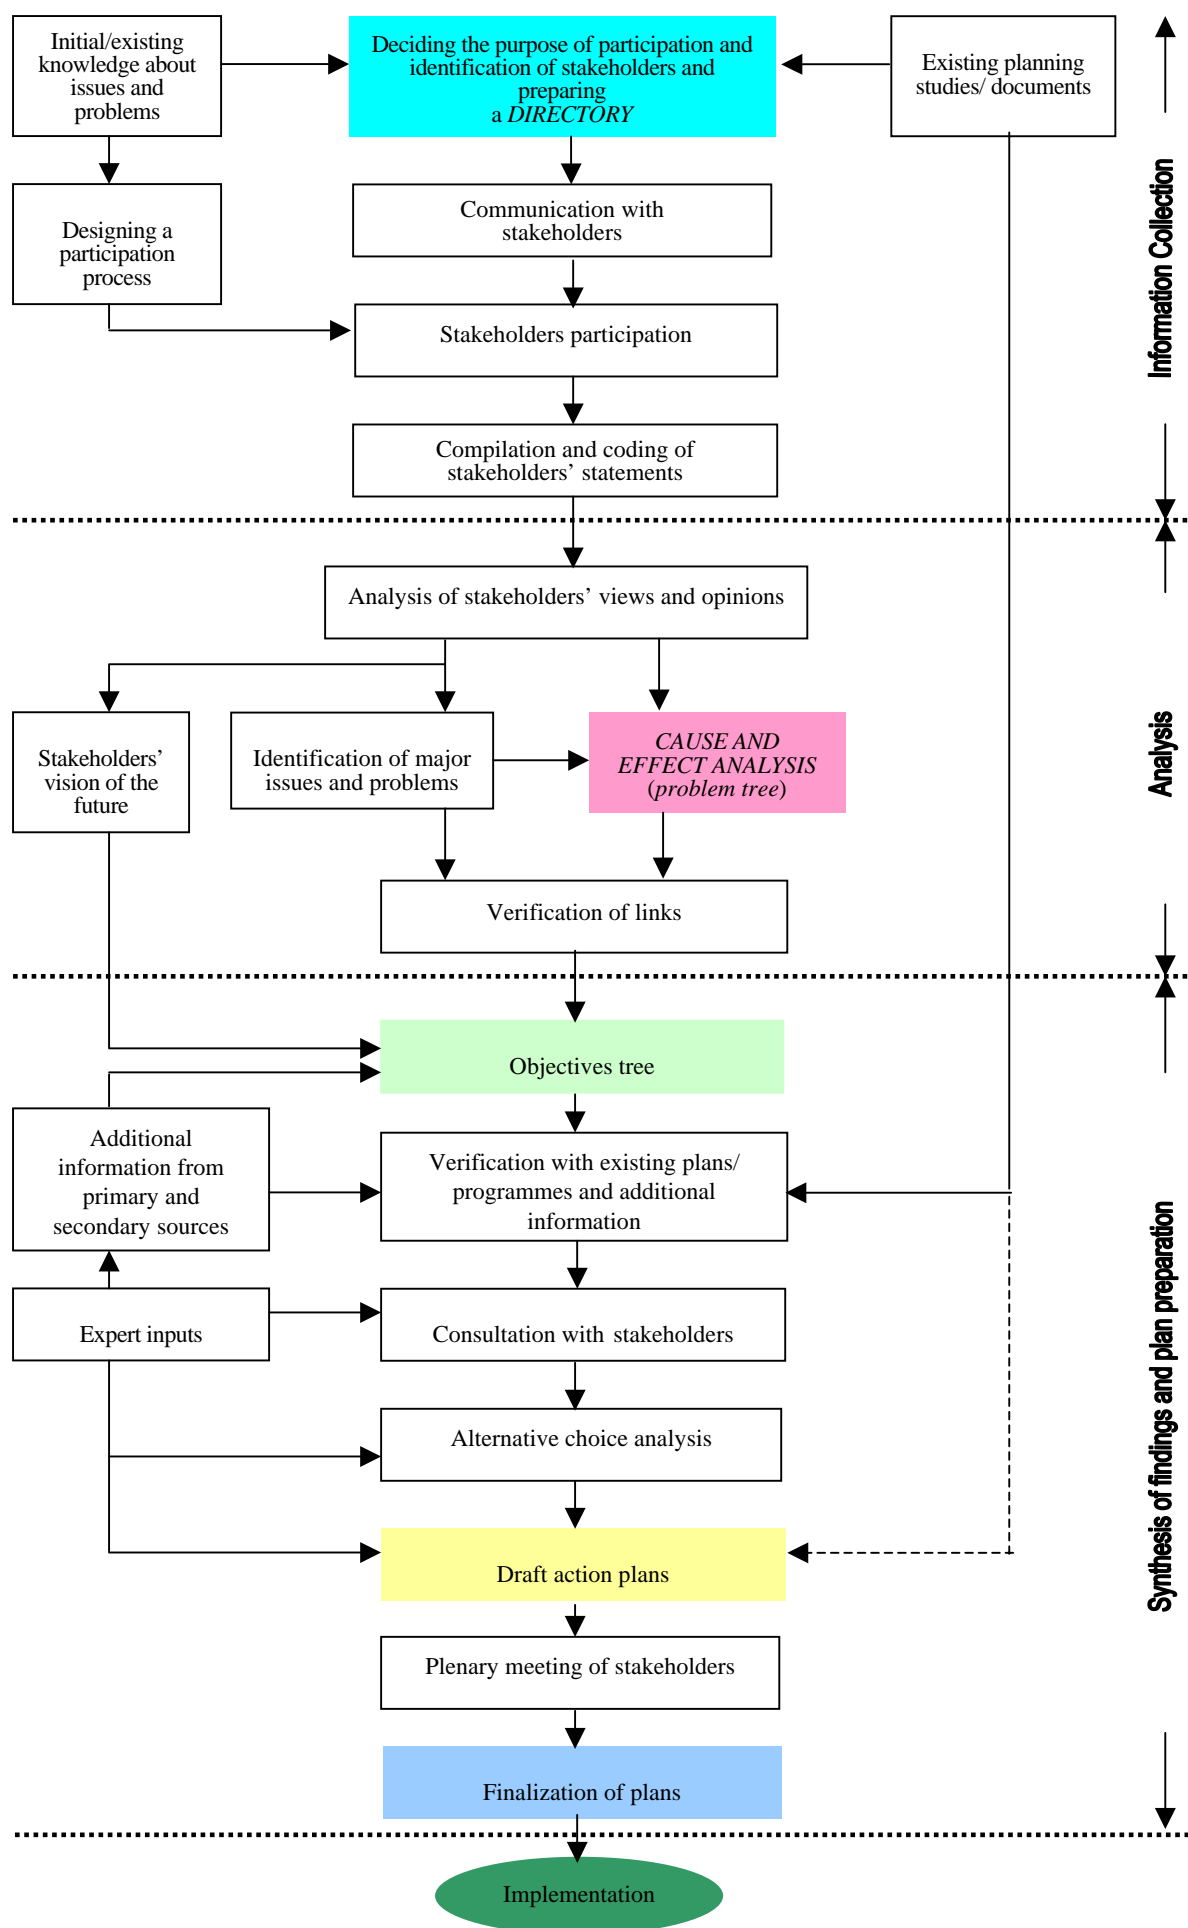 Initial/existing
knowledge about
issues and
problems
Deciding the purpose of participation and
identification of stakeholders and
preparing
a DIRECTORY
Existing planning
studies/ documents
Designing a
participation
process
Communication with
stakeholders
Stakeholders participation
Compilation and coding of
stakeholders’ statements
Information Collection
Analysis of stakeholders’ views and opinions
Stakeholders’
vision of the
future
Identification of major
issues and problems
CAUSE AND
EFFECT ANALYSIS
(problem tree)
Verification of links
Analysis
Objectives tree
Additional
information from
primary and
secondary sources
Verification with existing plans/
programmes and additional
information
Expert inputs
Consultation with stakeholders
Alternative choice analysis
Draft action plans
Plenary meeting of stakeholders
Finalization of plans
Synthesis of findings and plan preparation
Implementation